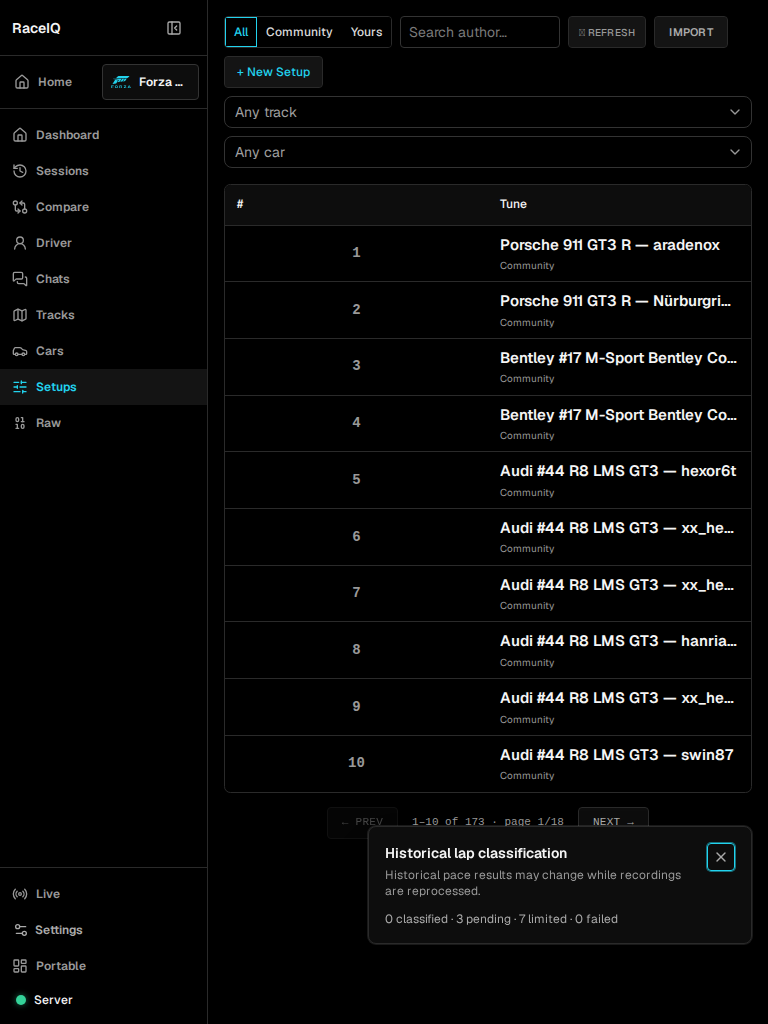 RaceIQ
Home
FORZA
Forza ...
Dashboard
Sessions
Compare
Driver
Chats
Tracks
Cars
Setups
Raw
Live
Settings
Portable
Server
All
Community
Yours
Search author...
REFRESH
IMPORT
+ New Setup
Any track
Any car
# Tune
1 Porsche 911 GT3 R — aradenox
Community
2 Porsche 911 GT3 R — Nürburgri...
Community
3 Bentley #17 M-Sport Bentley Co...
Community
4 Bentley #17 M-Sport Bentley Co...
Community
5 Audi #44 R8 LMS GT3 — hexor6t
Community
6 Audi #44 R8 LMS GT3 — xx_he...
Community
7 Audi #44 R8 LMS GT3 — xx_he...
Community
8 Audi #44 R8 LMS GT3 — hanria...
Community
9 Audi #44 R8 LMS GT3 — xx_he...
Community
10 Audi #44 R8 LMS GT3 — swin87
Community
← PREV 1–10 of 173 · page 1/18 NEXT →
Historical lap classification
Historical pace results may change while recordings
are reprocessed.
0 classified · 3 pending · 7 limited · 0 failed